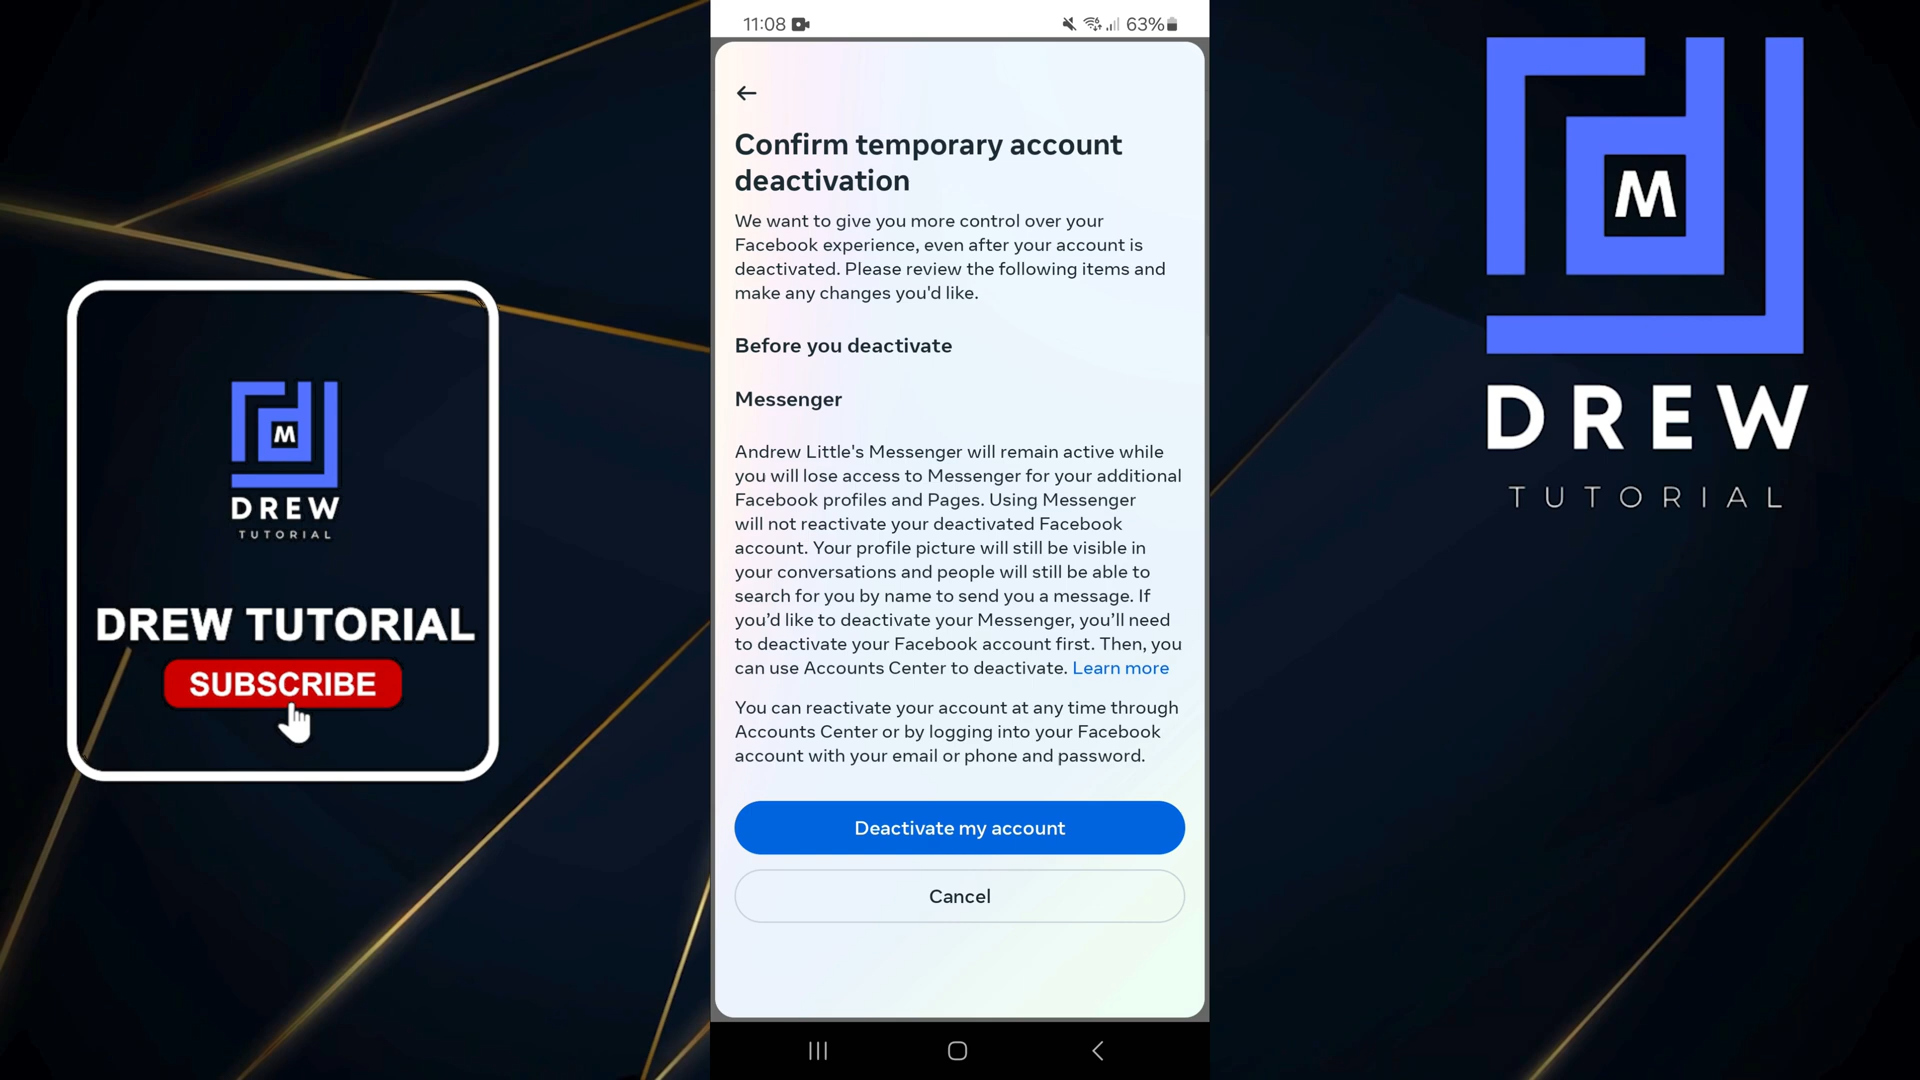 11:08
63%
Confirm temporary account
deactivation
We want to give you more control over your
Facebook experience, even after your account is
deactivated. Please review the following items and
make any changes you'd like.
Before you deactivate
Messenger
Andrew Little's Messenger will remain active while
you will lose access to Messenger for your additional
Facebook profiles and Pages. Using Messenger
will not reactivate your deactivated Facebook
account. Your profile picture will still be visible in
your conversations and people will still be able to
search for you by name to send you a message. If
you’d like to deactivate your Messenger, you’ll need
to deactivate your Facebook account first. Then, you
can use Accounts Center to deactivate. Learn more
You can reactivate your account at any time through
Accounts Center or by logging into your Facebook
account with your email or phone and password.
Deactivate my account
Cancel
M
DREW
TUTORIAL
DREW TUTORIAL
SUBSCRIBE
M
DREW
TUTORIAL